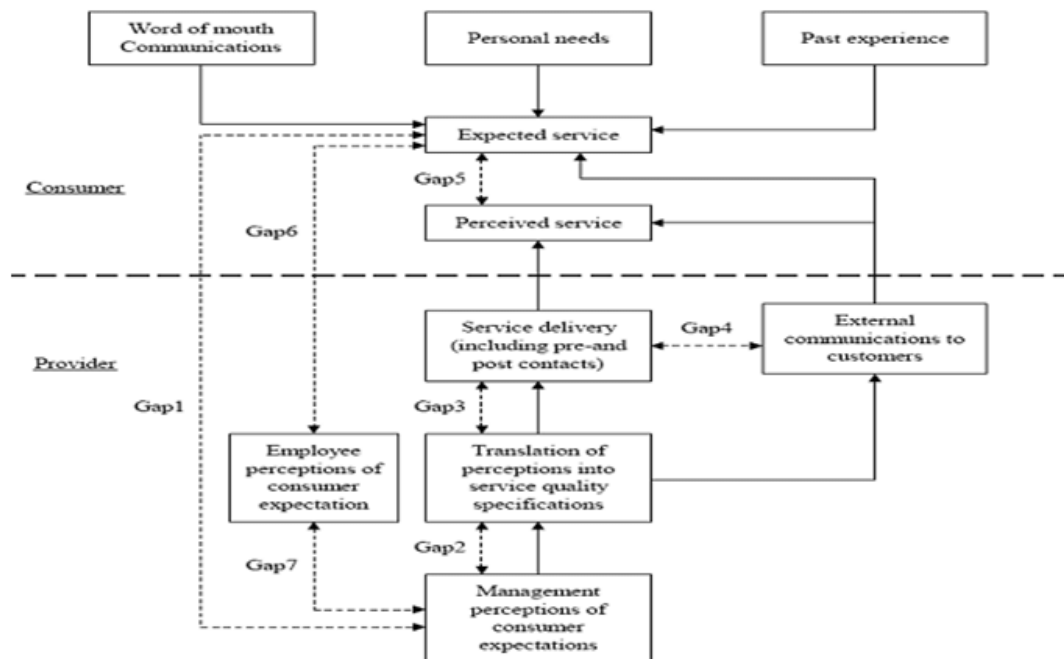 Word of mouth
Communications
Personal needs
Past experience
Expected service
Gap5
Consumer
Perceived service
Gap6
Service delivery
(including pre-and
post contacts)
Gap4
External
communications to
customers
Provider
Gap1
Gap3
Employee
perceptions of
consumer
expectation
Translation of
perceptions into
service quality
specifications
Gap2
Gap7
Management
perceptions of
consumer
expectations